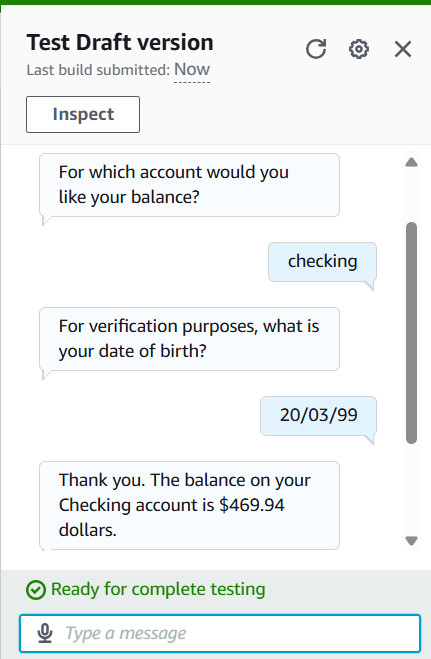 Test Draft version
Last build submitted: Now
Inspect
For which account would you
like your balance?
checking
For verification purposes, what is
your date of birth?
20/03/99
Thank you. The balance on your
Checking account is $469.94
dollars.
Ready for complete testing
Type a message